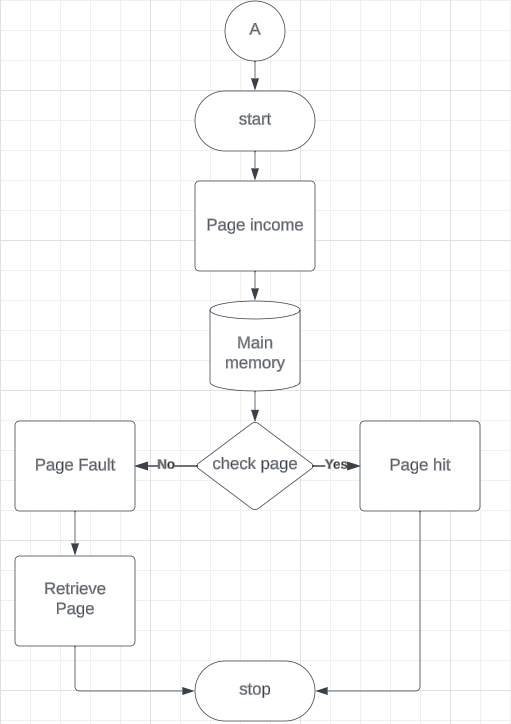 A
start
Page income
Main
memory
Page Fault
No
check page
Yes
Page hit
Retrieve
Page
stop